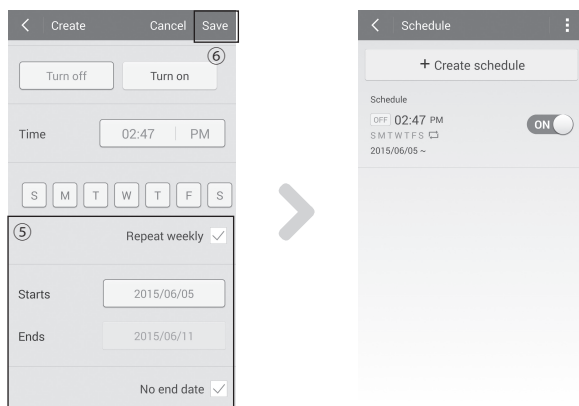 Create Cancel Save
⑥
Turn off Turn on
Time 02:47 PM
S M T W T F S
⑤
Repeat weekly
Starts 2015/06/05
Ends 2015/06/11
No end date
Schedule
+ Create schedule
Schedule
OFF 02:47 PM
ON
S M T W T F S
2015/06/05 ~